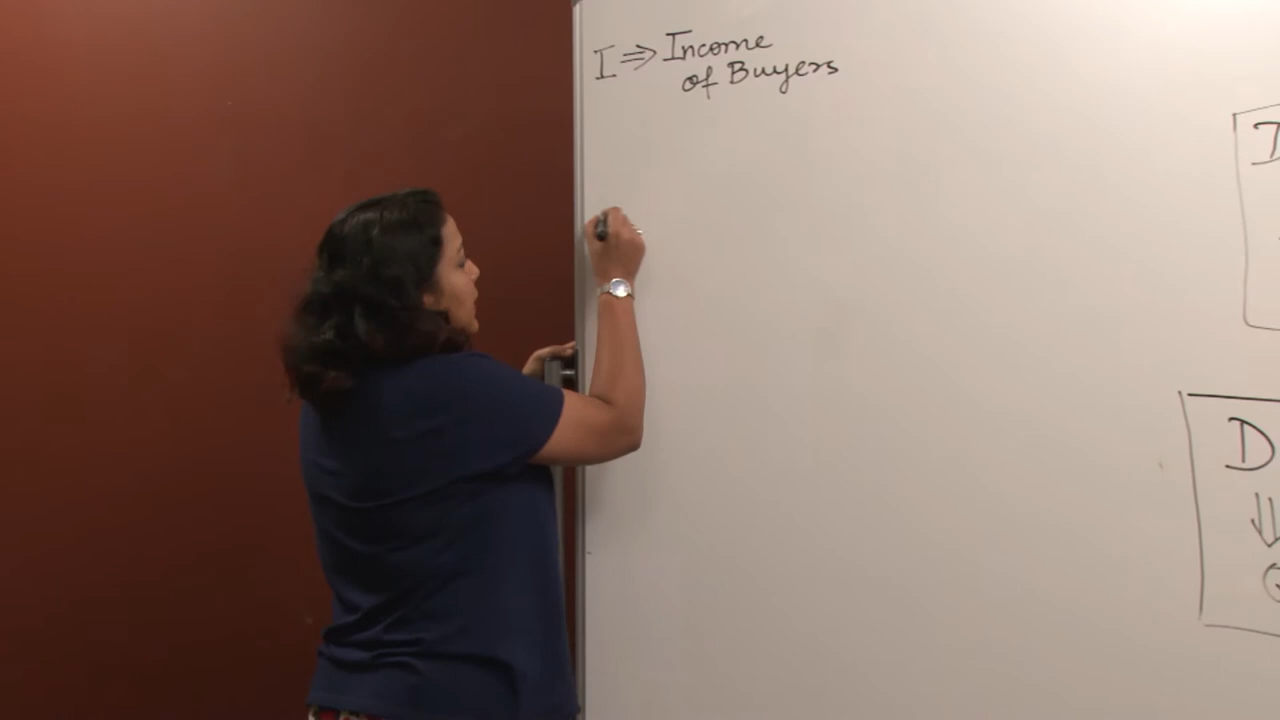 I ⇒ Income
of Buyers
D
⇓